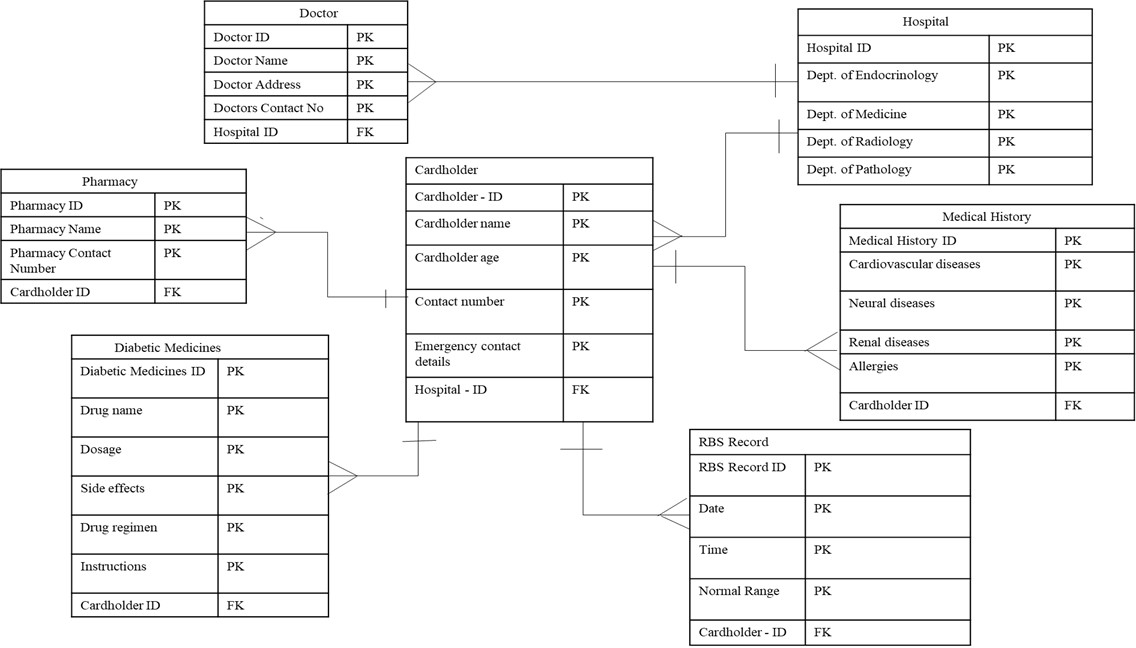 Doctor
Doctor ID PK
Doctor Name PK
Doctor Address PK
Doctors Contact No PK
Hospital ID FK
Hospital
Hospital ID PK
Dept. of Endocrinology PK
Dept. of Medicine PK
Dept. of Radiology PK
Dept. of Pathology PK
Pharmacy
Pharmacy ID PK
Pharmacy Name PK
Pharmacy Contact PK
Number
Cardholder ID FK
Cardholder
Cardholder - ID PK
Cardholder name PK
Cardholder age PK
Contact number PK
Emergency contact PK
details
Hospital - ID FK
Medical History
Medical History ID PK
Cardiovascular diseases PK
Neural diseases PK
Renal diseases PK
Allergies PK
Cardholder ID FK
Diabetic Medicines
Diabetic Medicines ID PK
Drug name PK
Dosage PK
Side effects PK
Drug regimen PK
Instructions PK
Cardholder ID FK
RBS Record
RBS Record ID PK
Date PK
Time PK
Normal Range PK
Cardholder - ID FK